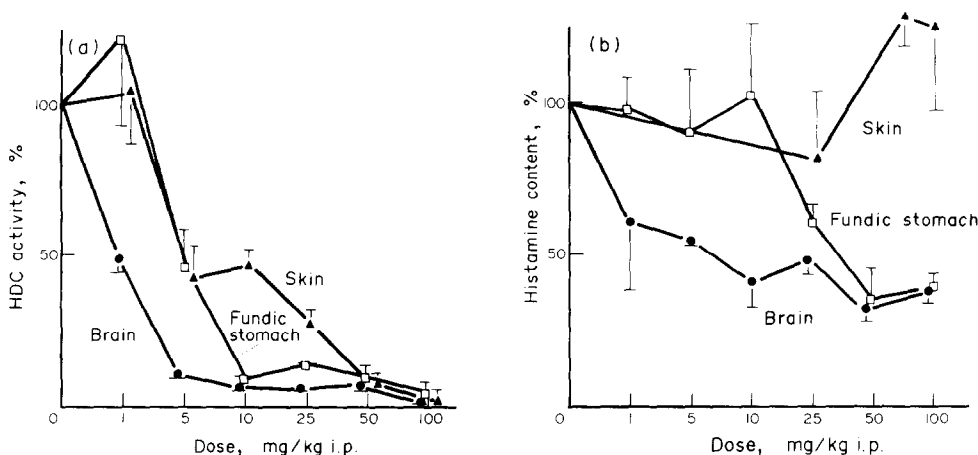 (a)
HDC activity, %
100
50
Skin
Fundic
stomach
Brain
0 1 5 10 25 50 100
Dose, mg/kg i.p.
(b)
Histamine content, %
100
50
Skin
Fundic stomach
Brain
0 1 5 10 25 50 100
Dose, mg/kg i.p.